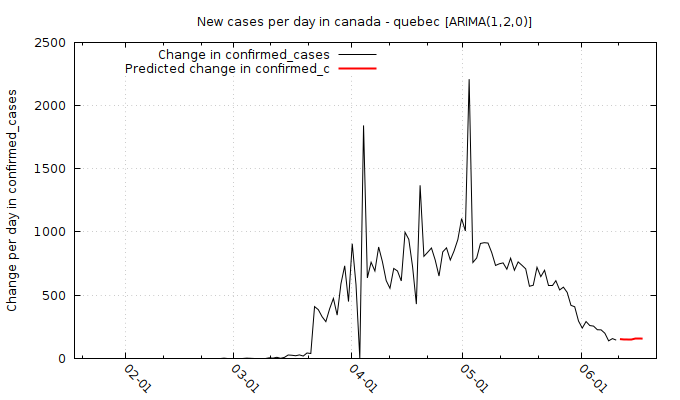 New cases per day in canada - quebec [ARIMA(1,2,0)]
Change in confirmed_cases
Predicted change in confirmed_c
Change per day in confirmed_cases
2500
2000
1500
1000
500
0
02-01
03-01
04-01
05-01
06-01